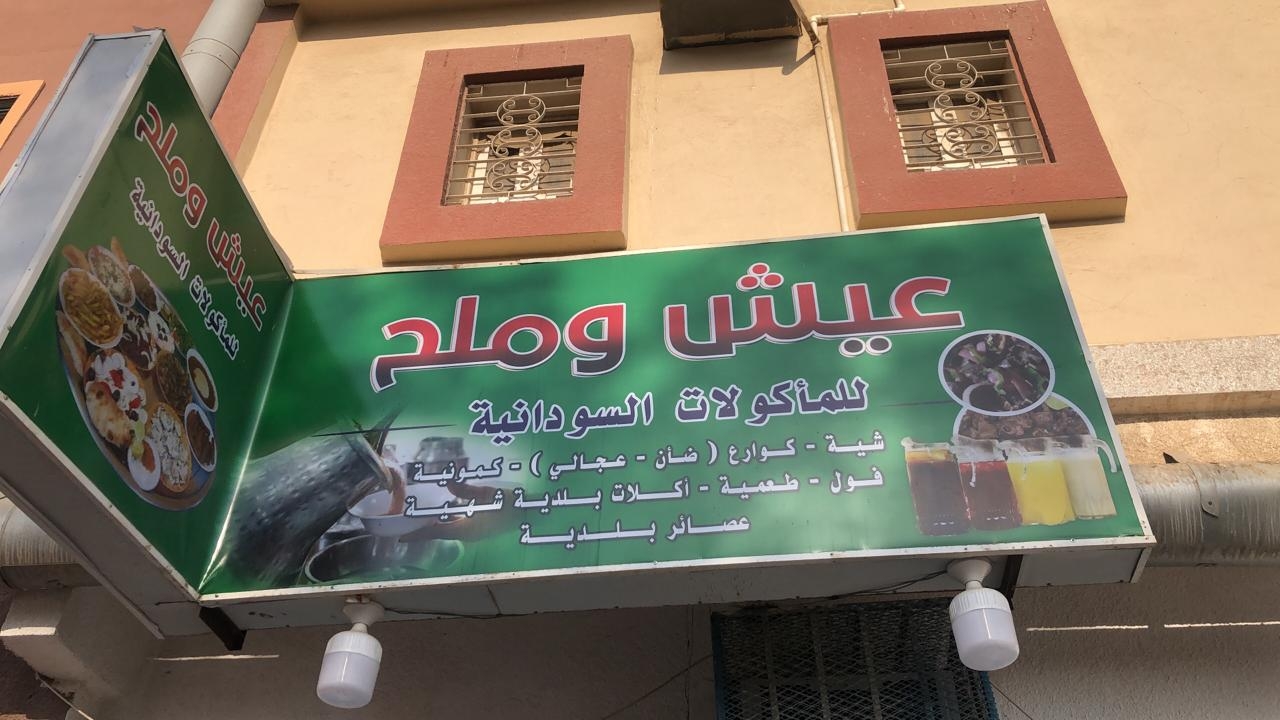 عيش وملح
للمأكولات السودانية
شية - كوارع ( ضأن - عجالي ) - كمونية
فول - طعمية - أكلات بلدية شهية
عصائر بلدية
عيش وملح
للمأكولات السودانية